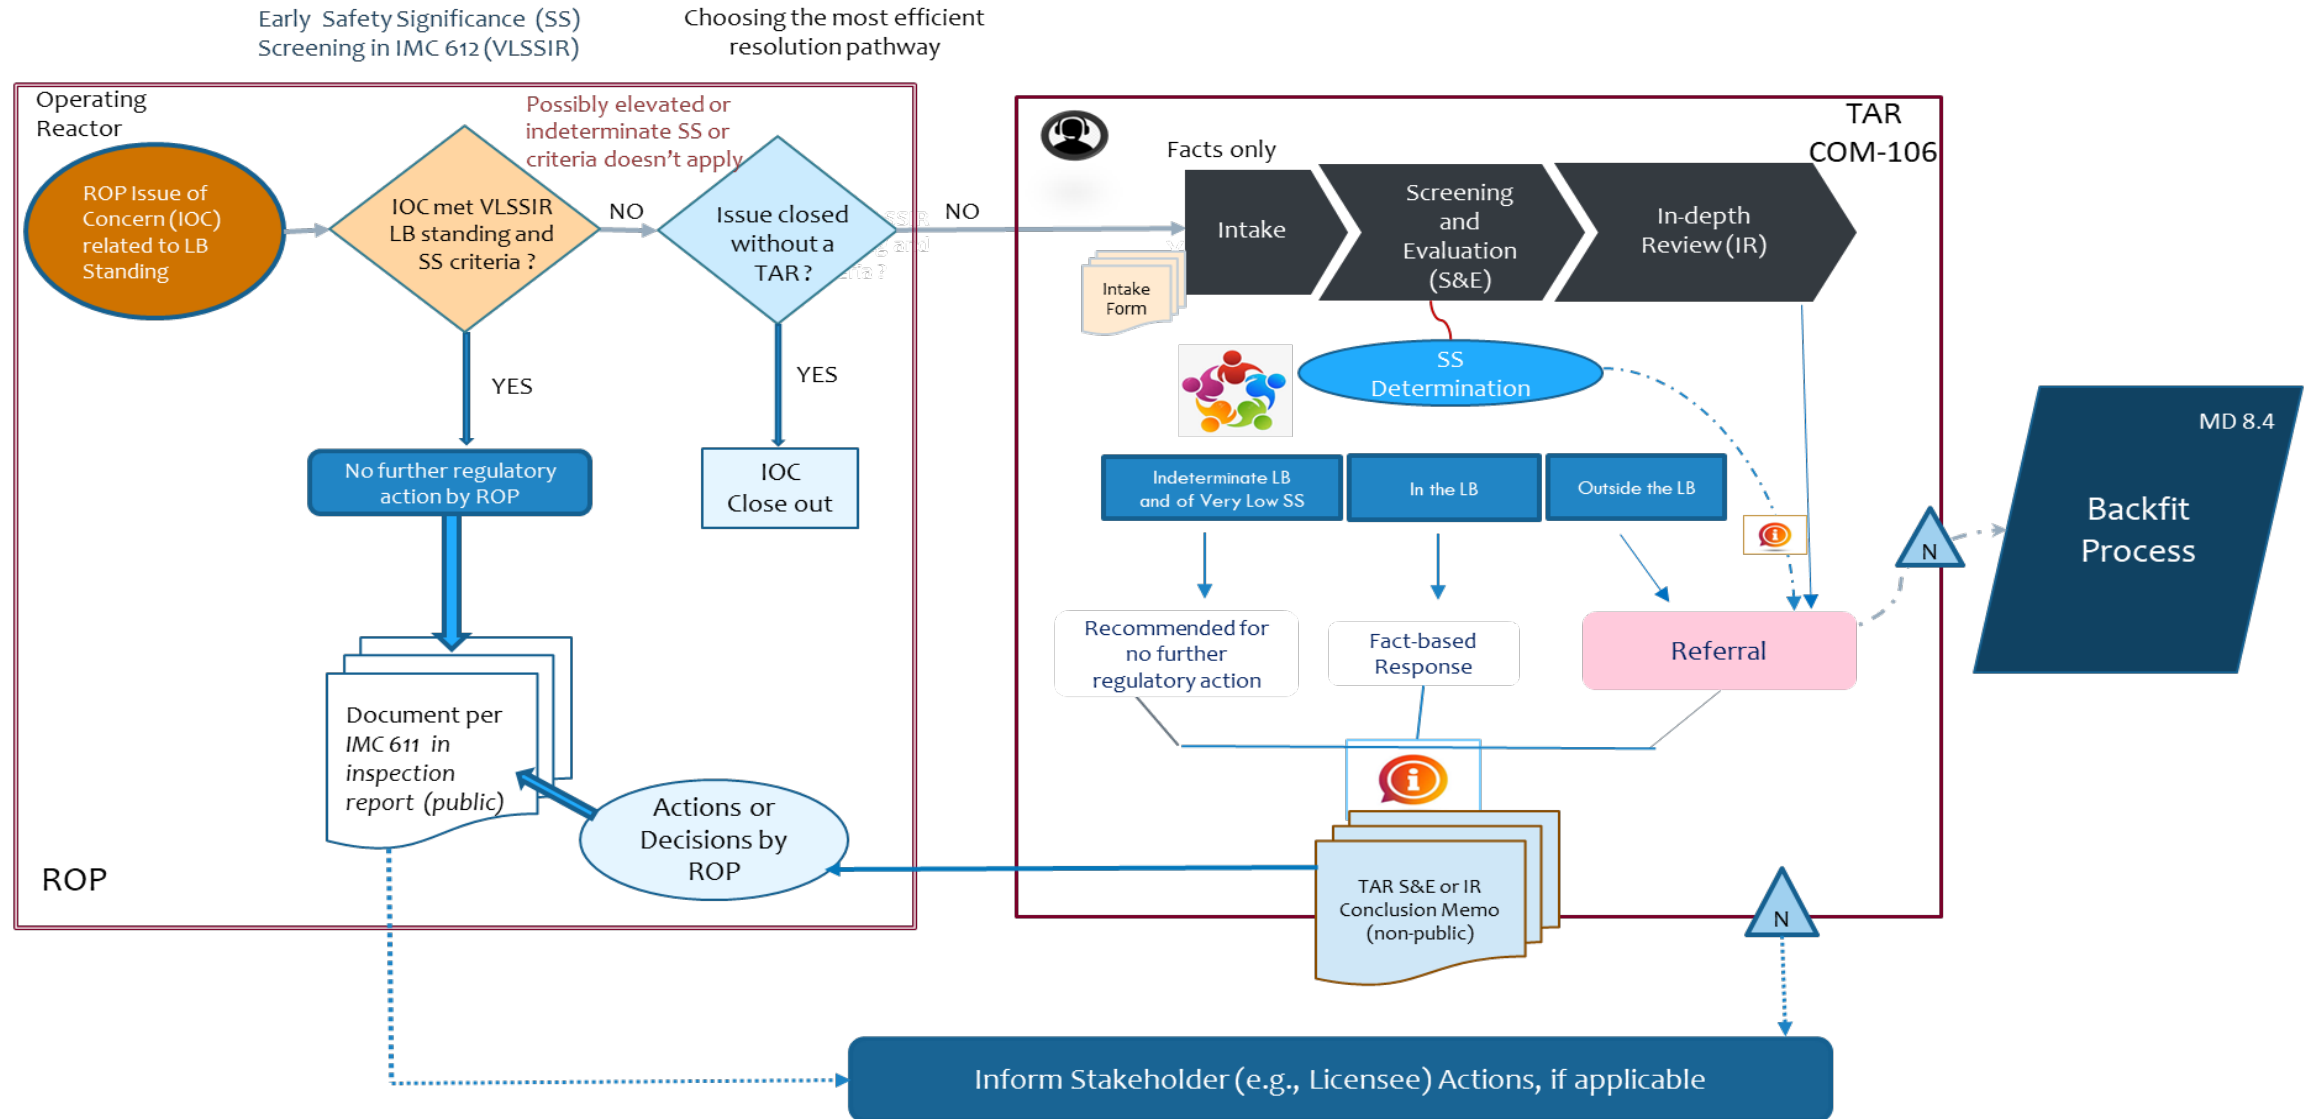 Early Safety Significance (SS)
Screening in IMC 612 (VLSSIR)
Choosing the most efficient
resolution pathway
Operating
Reactor
Possibly elevated or
indeterminate SS or
criteria doesn't apply
ROP Issue of
Concern (IOC)
related to LB
Standing
IOC met VLSSIR
LB standing and
SS criteria ?
NO
Issue closed
without a
TAR ?
NO
YES
YES
No further regulatory
action by ROP
IOC
Close out
Document per
IMC 611 in
inspection
report (public)
Actions or
Decisions by
ROP
ROP
TAR
COM-106
Facts only
Intake
Screening
and
Evaluation
(S&E)
In-depth
Review (IR)
Intake
Form
SS
Determination
Indeterminate LB
and of Very Low SS
In the LB
Outside the LB
Recommended for
no further
regulatory action
Fact-based
Response
Referral
TAR S&E or IR
Conclusion Memo
(non-public)
N
N
MD 8.4
Backfit
Process
Inform Stakeholder (e.g., Licensee) Actions, if applicable